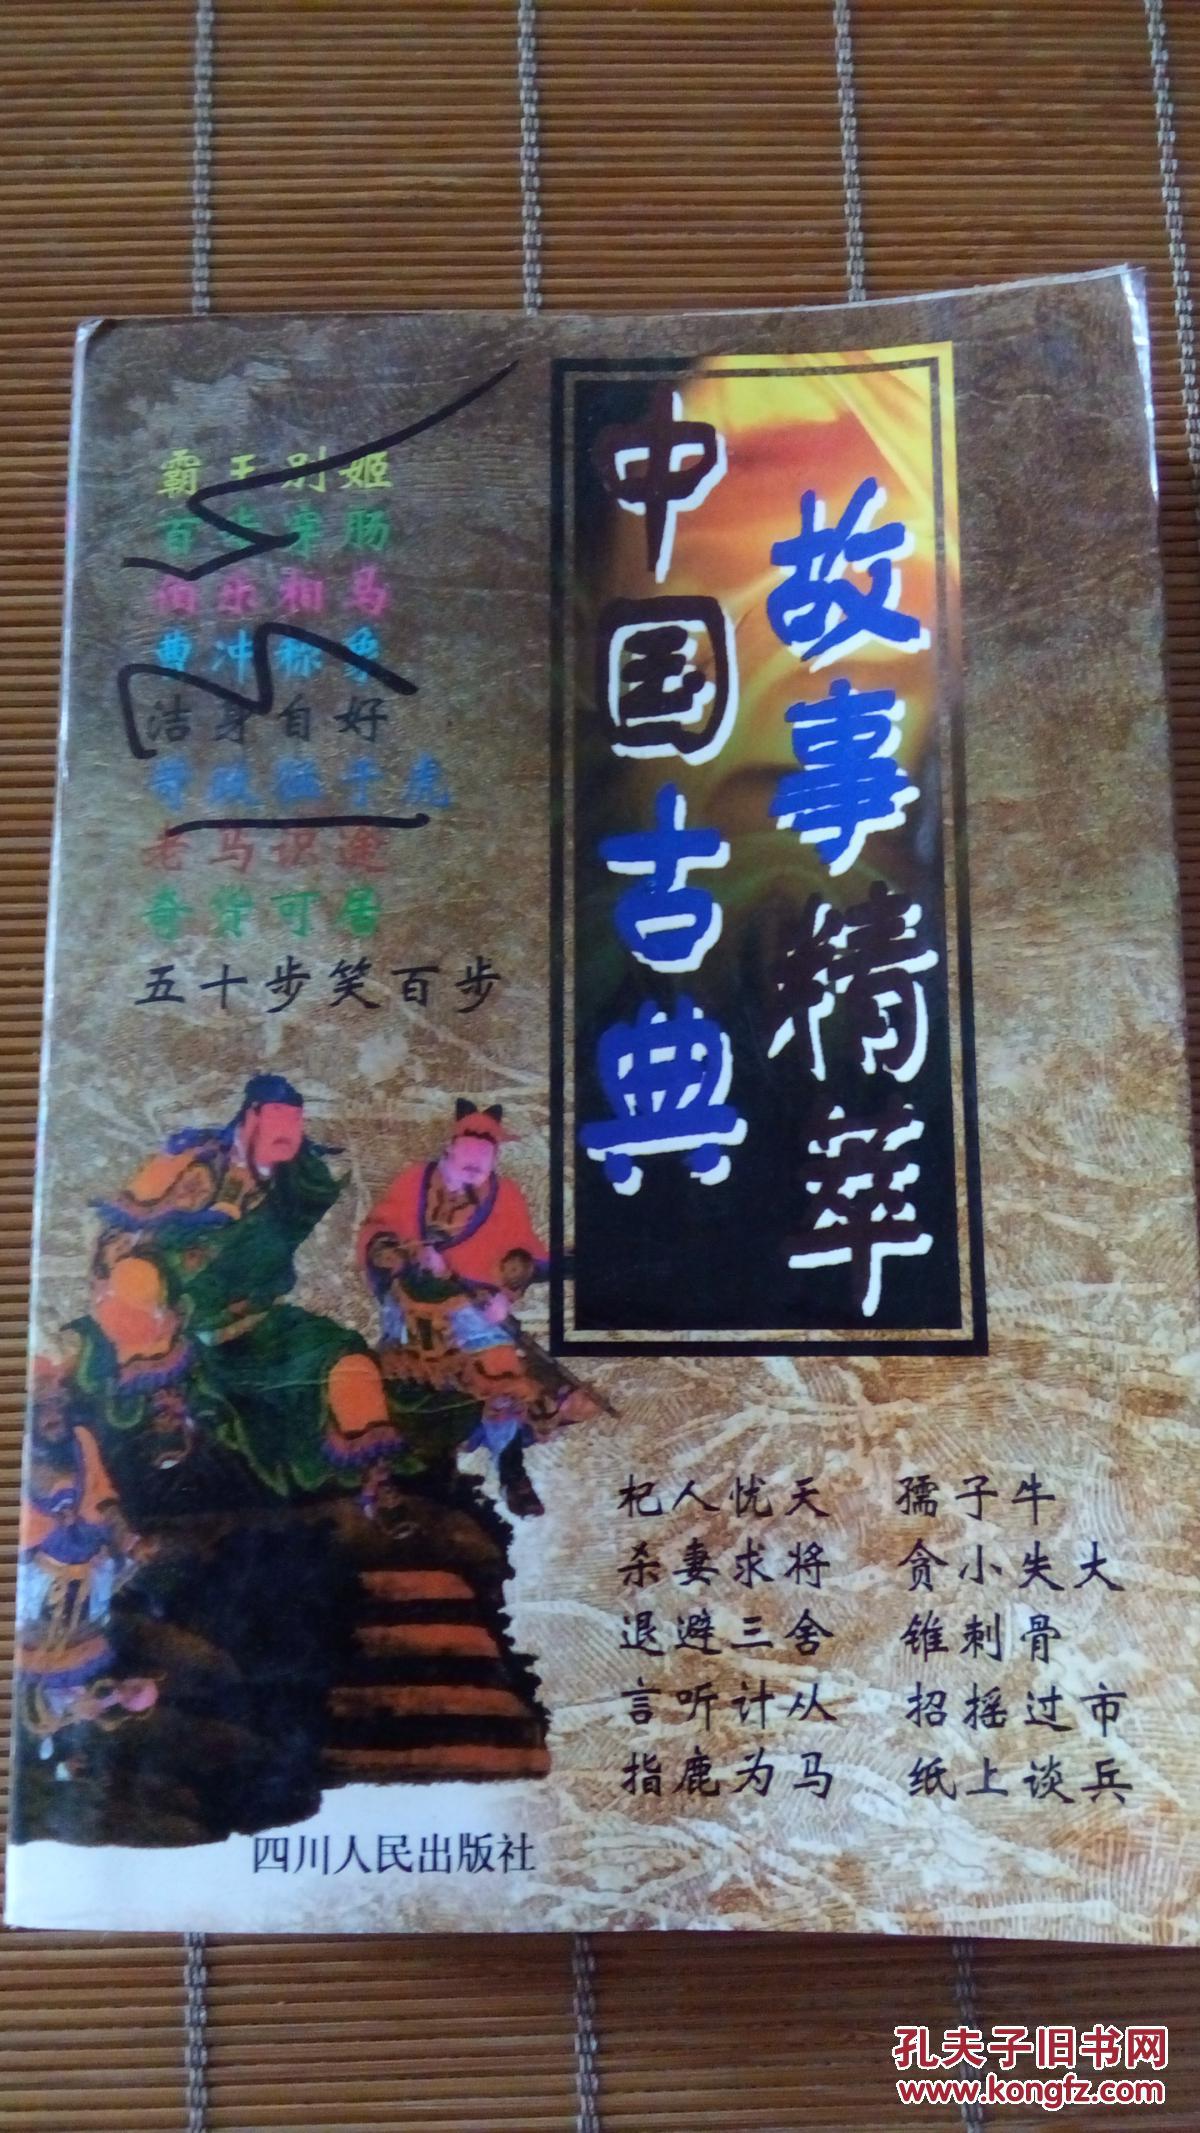 中国古典
故事精萃
霸王别姬
百步穿肠
伯乐相马
曹冲称象
洁身自好
苛政猛于虎
老马识途
奇货可居
五十步笑百步
杞人忧天 孺子牛
杀妻求将 贪小失大
退避三舍 锥刺骨
言听计从 招摇过市
指鹿为马 纸上谈兵
四川人民出版社
孔夫子旧书网
www.kongfz.com